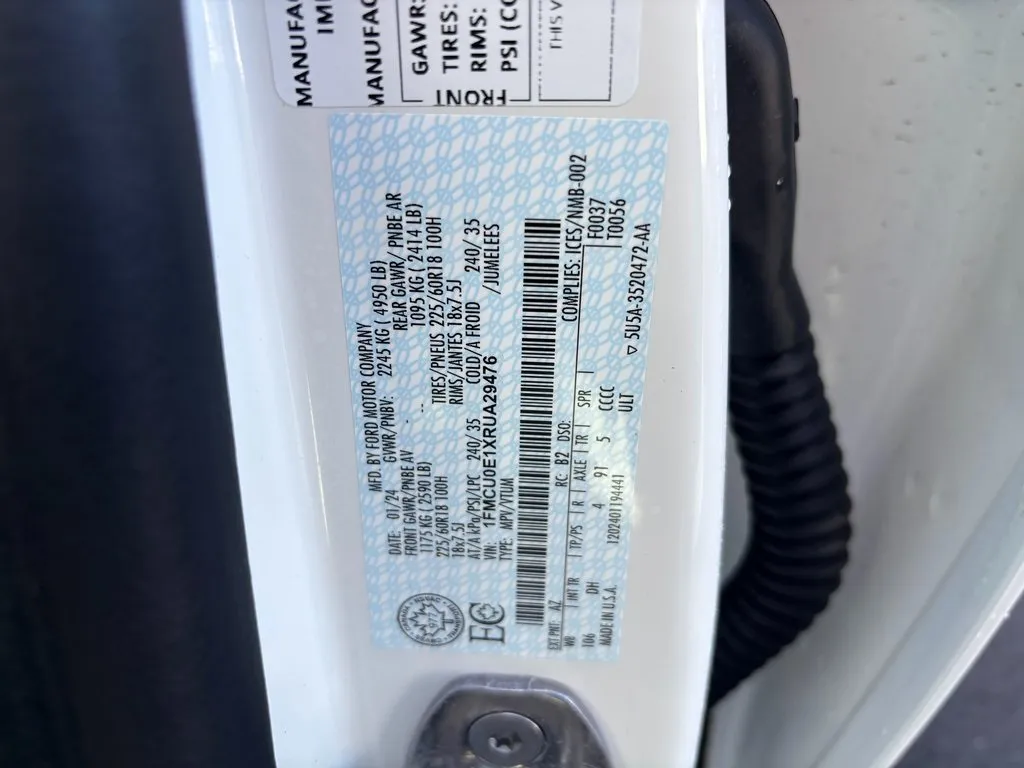 MANUFAC
IM
MANUFAC
GAWR:
TIRES:
RIMS:
PSI (CO
THIS V
MFD. BY FORD MOTOR COMPANY
DATE: 01/24 GVWR/PNBV: 2245 KG ( 4950 LB)
FRONT GAWR/PNBE AV -- REAR GAWR/ PNBE AR
1175 KG ( 2590 LB) 1095 KG ( 2414 LB)
225/60R18 100H TIRES/PNEUS 225/60R18 100H
18x7.5J RIMS/JANTES 18x7.5J
AT/A kPa/PSI/LPC 240/ 35 COLD/A FROID 240/ 35
VIN: 1FMCU0E1XRUA29476 /JUMELEES
TYPE: MPV/VTUM
COMPLIES: ICES/NMB-002
EXT PNT: AZ RC: B2 DSO: F0037
WB | INT TR | TP/PS | R | AXLE | TR | SPR | T0056
106 DH 4 91 5 CCCC
MADE IN U.S.A. 120240119441 ULT
▽ 5U5A-3520472-AA